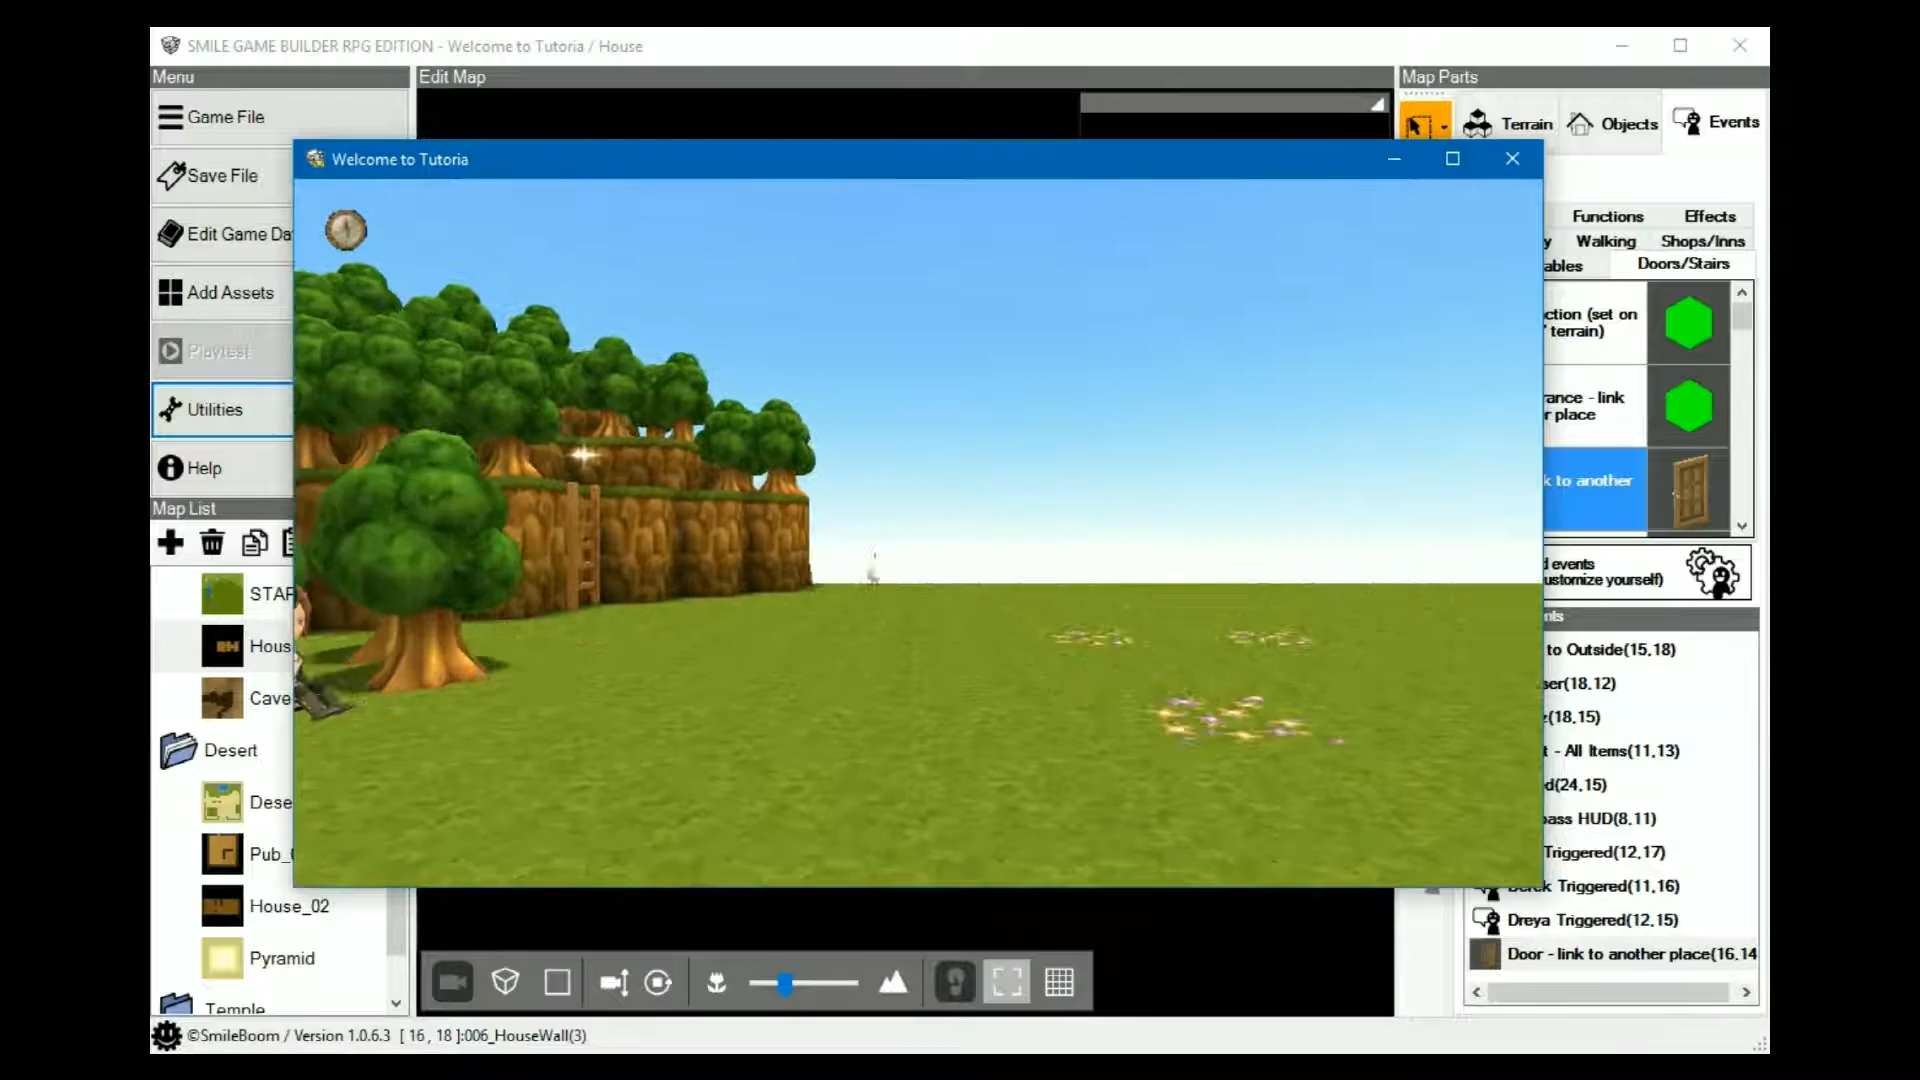 SMILE GAME BUILDER RPG EDITION - Welcome to Tutoria / House
Menu
Edit Map
Map Parts
Game File
Terrain
Objects
Events
Welcome to Tutoria
Save File
Functions
Effects
Edit Game Da
y
Walking
Shops/Inns
ables
Doors/Stairs
Add Assets
ction (set on
' terrain)
Playtest
ance - link
r place
Utilities
Help
k to another
Map List
d events
ustomize yourself)
STAR
nts
Hous
to Outside(15,18)
ser(18,12)
Cave
z(18,15)
Desert
t - All Items(11,13)
d(24,15)
Dese
ass HUD(8,11)
Pub_
Triggered(12,17)
Derek Triggered(11,16)
House_02
Dreya Triggered(12,15)
Pyramid
Door - link to another place(16,14
Temple
©SmileBoom / Version 1.0.6.3 [ 16 , 18 ]:006_HouseWall(3)